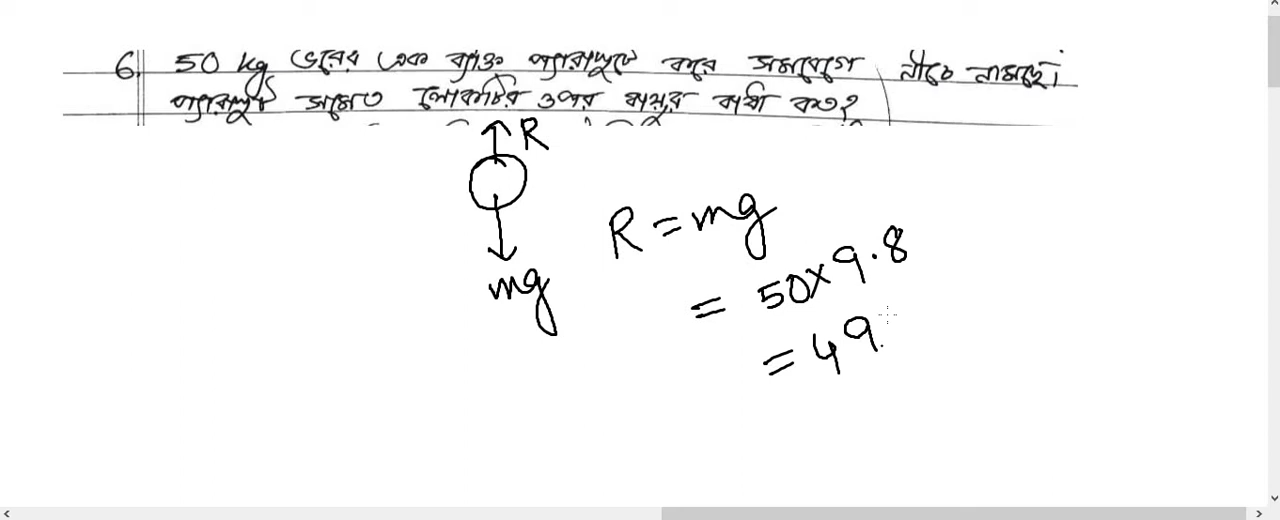 6. 50 kg ভরের এক ব্যক্তি প্যারাসুটে করে সমবেগে নীচে নামছে।
প্যারাসুট সমেত লোকটির ওপর বায়ুর বাধা কত?
R
mg
R = mg
= 50×9.8
= 49